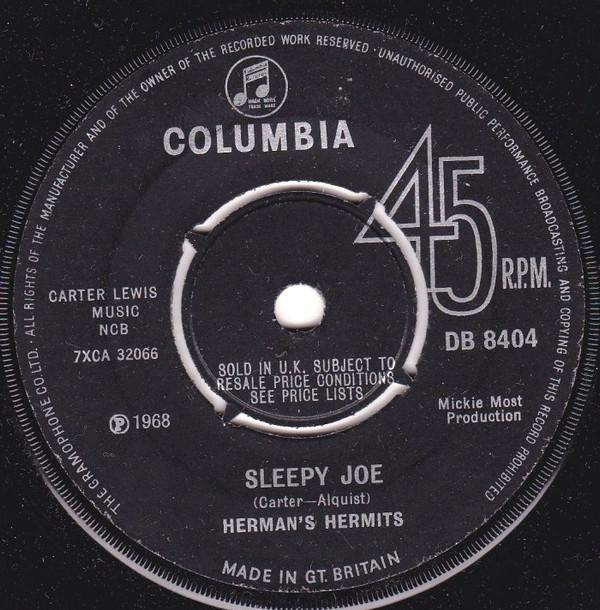 THE GRAMOPHONE CO. LTD. · ALL RIGHTS OF THE MANUFACTURER AND OF THE OWNER OF THE RECORDED WORK RESERVED · UNAUTHORISED PUBLIC PERFORMANCE BROADCASTING AND COPYING OF THIS RECORD PROHIBITED
MAGIC NOTES
TRADE MARK
COLUMBIA
45
R.P.M.
CARTER LEWIS
MUSIC
NCB
7XCA 32066
DB 8404
SOLD IN U.K. SUBJECT TO
RESALE PRICE CONDITIONS,
SEE PRICE LISTS
Ⓟ 1968
Mickie Most
Production
SLEEPY JOE
(Carter—Alquist)
HERMAN'S HERMITS
MADE IN GT. BRITAIN